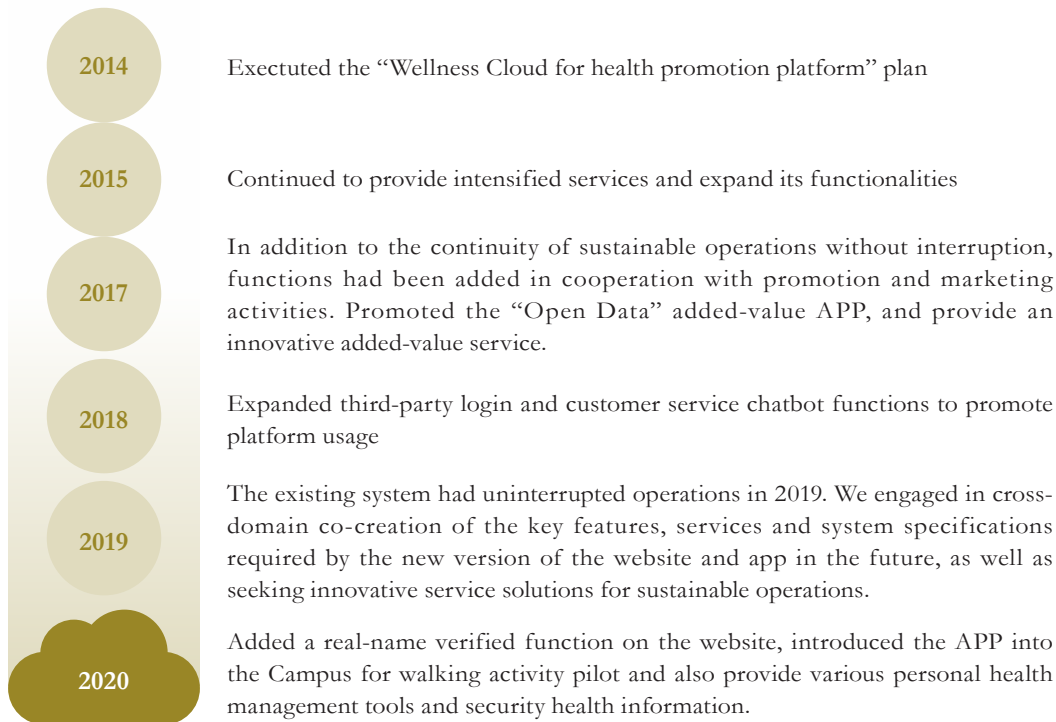 2014
Exectuted the “Wellness Cloud for health promotion platform” plan
2015
Continued to provide intensified services and expand its functionalities
2017
In addition to the continuity of sustainable operations without interruption,
functions had been added in cooperation with promotion and marketing
activities. Promoted the “Open Data” added-value APP, and provide an
innovative added-value service.
2018
Expanded third-party login and customer service chatbot functions to promote
platform usage
2019
The existing system had uninterrupted operations in 2019. We engaged in cross-
domain co-creation of the key features, services and system specifications
required by the new version of the website and app in the future, as well as
seeking innovative service solutions for sustainable operations.
2020
Added a real-name verified function on the website, introduced the APP into
the Campus for walking activity pilot and also provide various personal health
management tools and security health information.